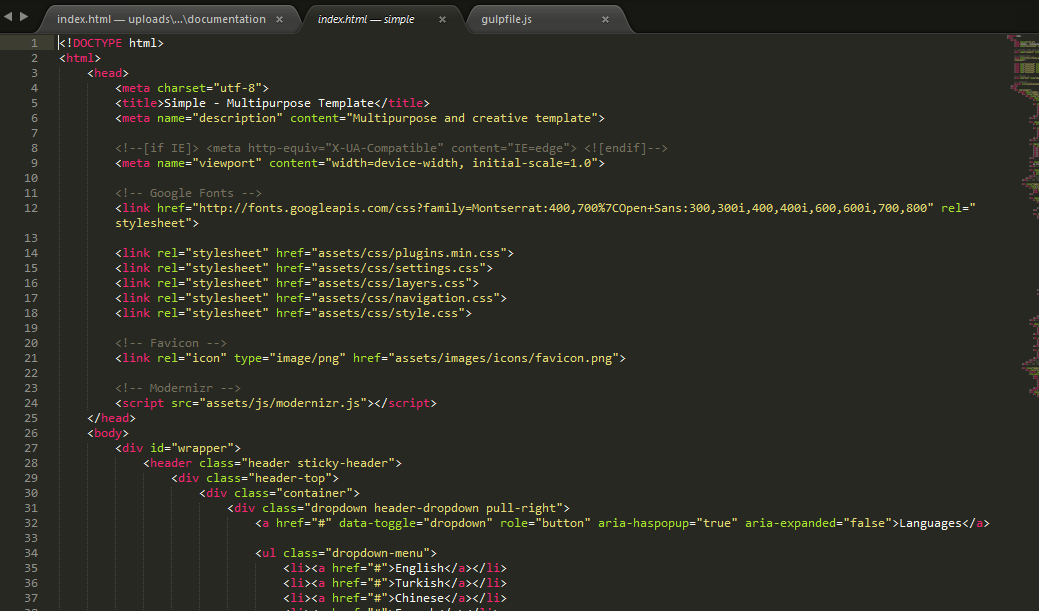 index.html — uploads\...\documentation ×
index.html — simple ×
gulpfile.js ×
1 <!DOCTYPE html>
2 <html>
3 <head>
4 <meta charset="utf-8">
5 <title>Simple - Multipurpose Template</title>
6 <meta name="description" content="Multipurpose and creative template">
7
8 <!--[if IE]> <meta http-equiv="X-UA-Compatible" content="IE=edge"> <![endif]-->
9 <meta name="viewport" content="width=device-width, initial-scale=1.0">
10
11 <!-- Google Fonts -->
12 <link href="http://fonts.googleapis.com/css?family=Montserrat:400,700%7COpen+Sans:300,300i,400,400i,600,600i,700,800" rel="
stylesheet">
13
14 <link rel="stylesheet" href="assets/css/plugins.min.css">
15 <link rel="stylesheet" href="assets/css/settings.css">
16 <link rel="stylesheet" href="assets/css/layers.css">
17 <link rel="stylesheet" href="assets/css/navigation.css">
18 <link rel="stylesheet" href="assets/css/style.css">
19
20 <!-- Favicon -->
21 <link rel="icon" type="image/png" href="assets/images/icons/favicon.png">
22
23 <!-- Modernizr -->
24 <script src="assets/js/modernizr.js"></script>
25 </head>
26 <body>
27 <div id="wrapper">
28 <header class="header sticky-header">
29 <div class="header-top">
30 <div class="container">
31 <div class="dropdown header-dropdown pull-right">
32 <a href="#" data-toggle="dropdown" role="button" aria-haspopup="true" aria-expanded="false">Languages</a>
33
34 <ul class="dropdown-menu">
35 <li><a href="#">English</a></li>
36 <li><a href="#">Turkish</a></li>
37 <li><a href="#">Chinese</a></li>